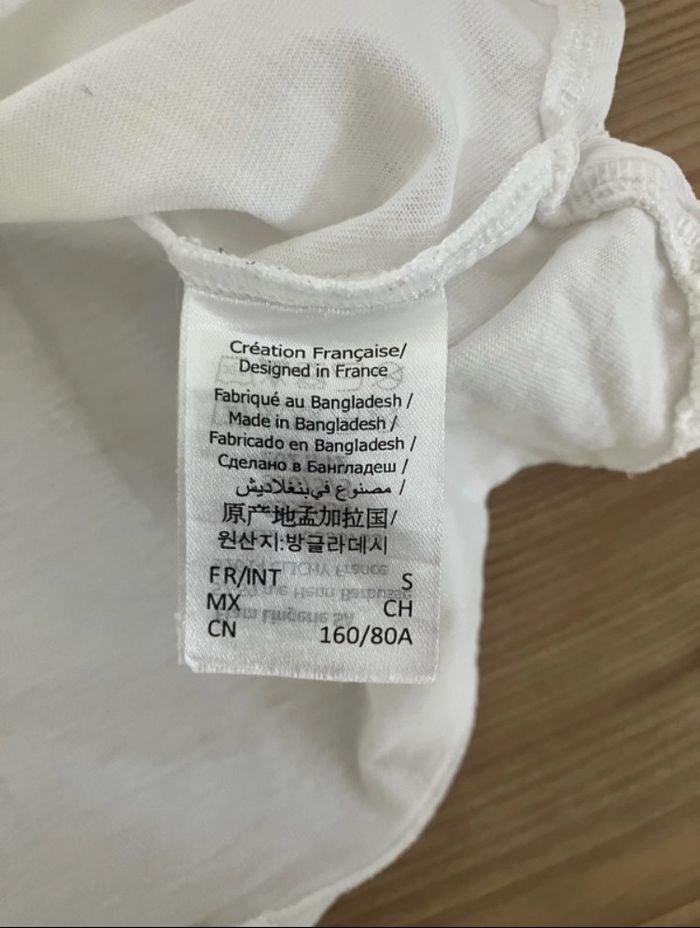 Création Française/
Designed in France
Fabriqué au Bangladesh /
Made in Bangladesh /
Fabricado en Bangladesh /
Сделано в Бангладеш /
مصنوع في بنغلاديش /
原产地孟加拉国/
원산지:방글라데시
FR/INT S
MX CH
CN 160/80A